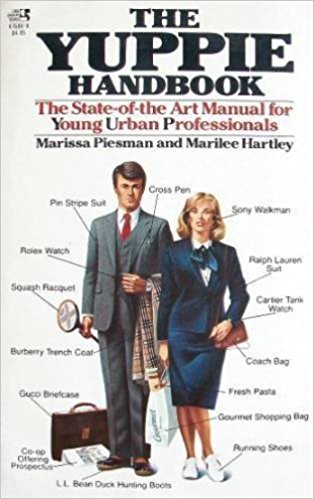 THE
YUPPIE
HANDBOOK
The State-of-the Art Manual for
Young Urban Professionals
Marissa Piesman and Marilee Hartley
Cross Pen
Pin Stripe Suit
Sony Walkman
Rolex Watch
Ralph Lauren
Suit
Squash Racquet
Cartier Tank
Watch
Burberry Trench Coat
Coach Bag
Gucci Briefcase
Fresh Pasta
Gourmet Shopping Bag
Co-op
Offering
Prospectus
Running Shoes
L.L. Bean Duck Hunting Boots